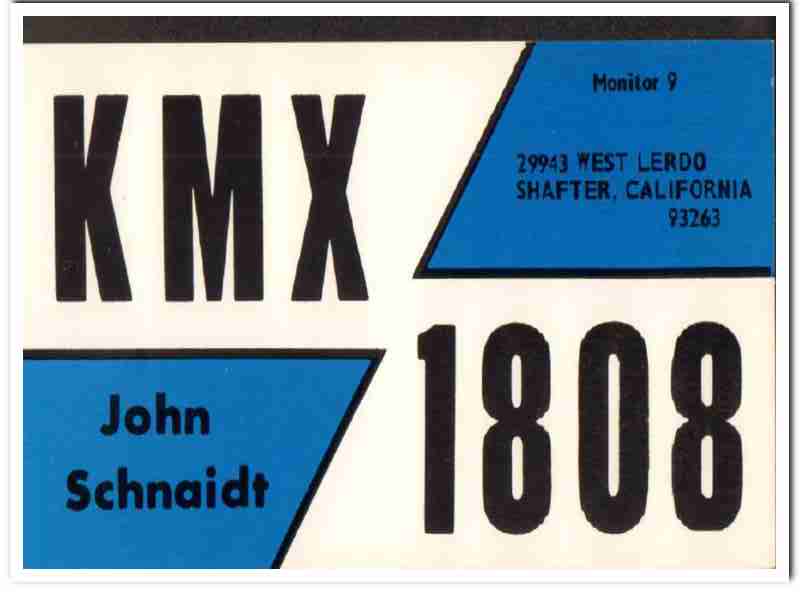 KMX
Monitor 9
29943 WEST LERDO
SHAFTER, CALIFORNIA
93263
John
Schnaidt
1808